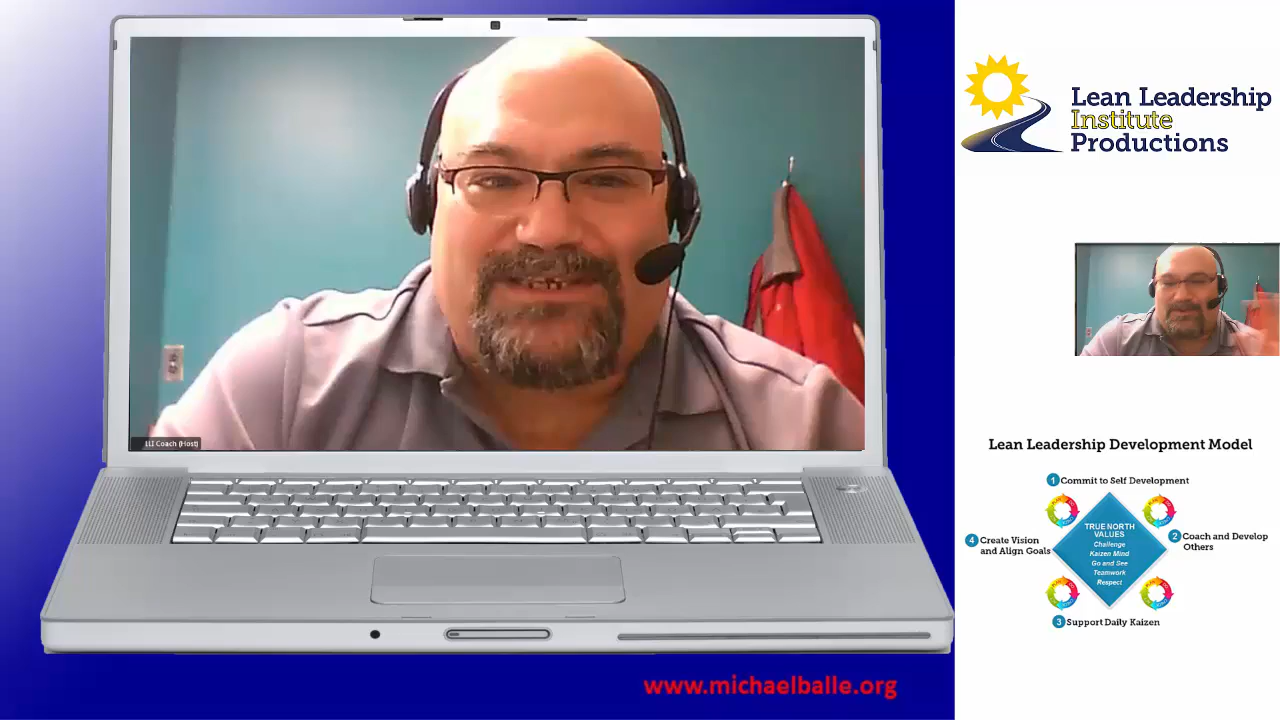 Lean Leadership
Institute
Productions
LLI Coach (Host)
Lean Leadership Development Model
1 Commit to Self Development
TRUE NORTH
VALUES
Challenge
Kaizen Mind
Go and See
Teamwork
Respect
2 Coach and Develop
Others
4 Create Vision
and Align Goals
3 Support Daily Kaizen
www.michaelballe.org